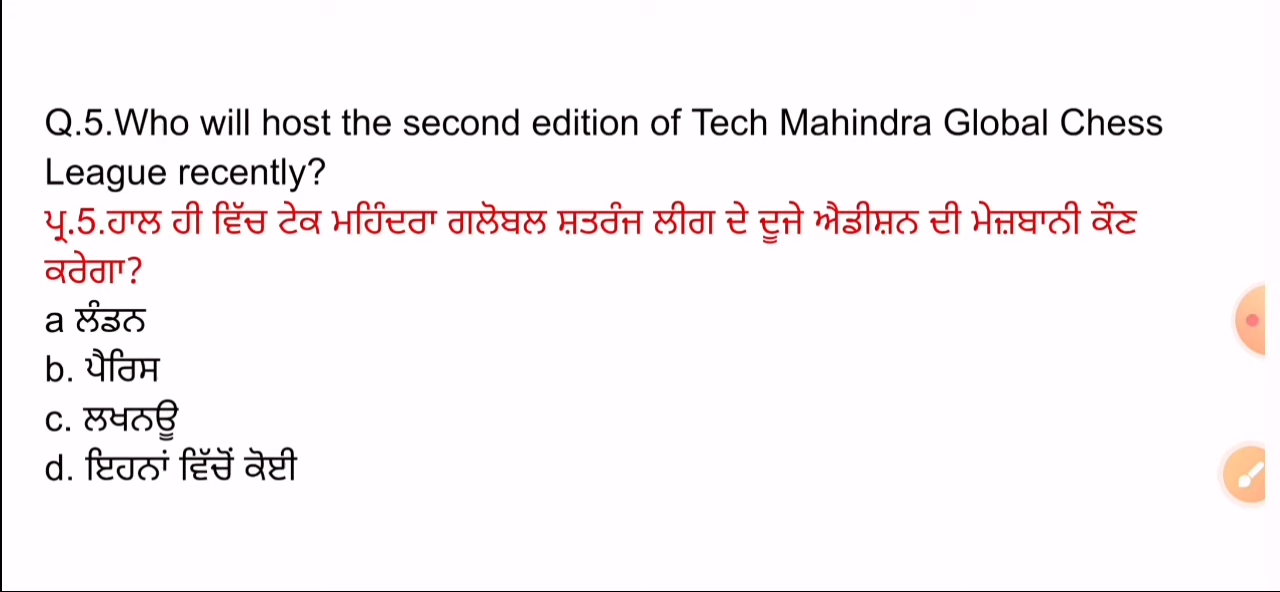 Q.5.Who will host the second edition of Tech Mahindra Global Chess
League recently?
ਪ੍ਰ.5.ਹਾਲ ਹੀ ਵਿੱਚ ਟੇਕ ਮਹਿੰਦਰਾ ਗਲੋਬਲ ਸ਼ਤਰੰਜ ਲੀਗ ਦੇ ਦੂਜੇ ਐਡੀਸ਼ਨ ਦੀ ਮੇਜ਼ਬਾਨੀ ਕੌਣ
ਕਰੇਗਾ?
a ਲੰਡਨ
b. ਪੈਰਿਸ
c. ਲਖਨਊ
d. ਇਹਨਾਂ ਵਿੱਚੋਂ ਕੋਈ